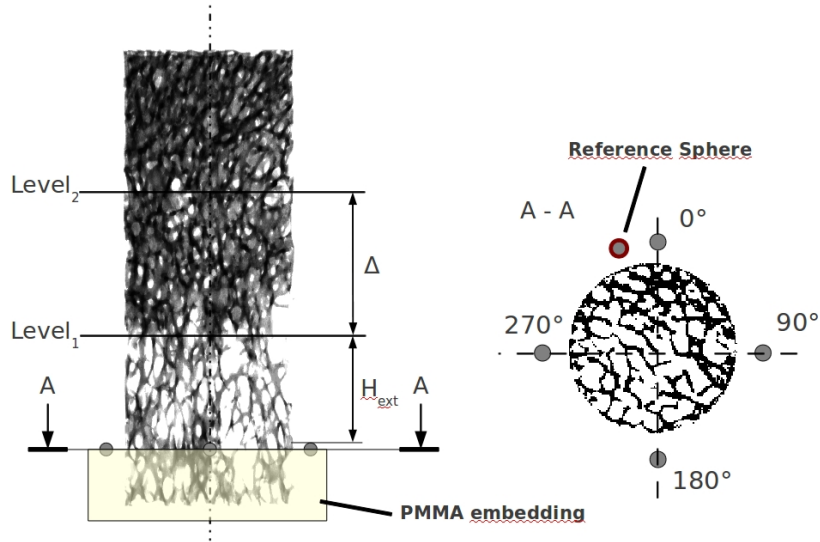 Reference Sphere
Level2
A - A
0°
Δ
270°
90°
Level1
A
Hext
A
180°
PMMA embedding